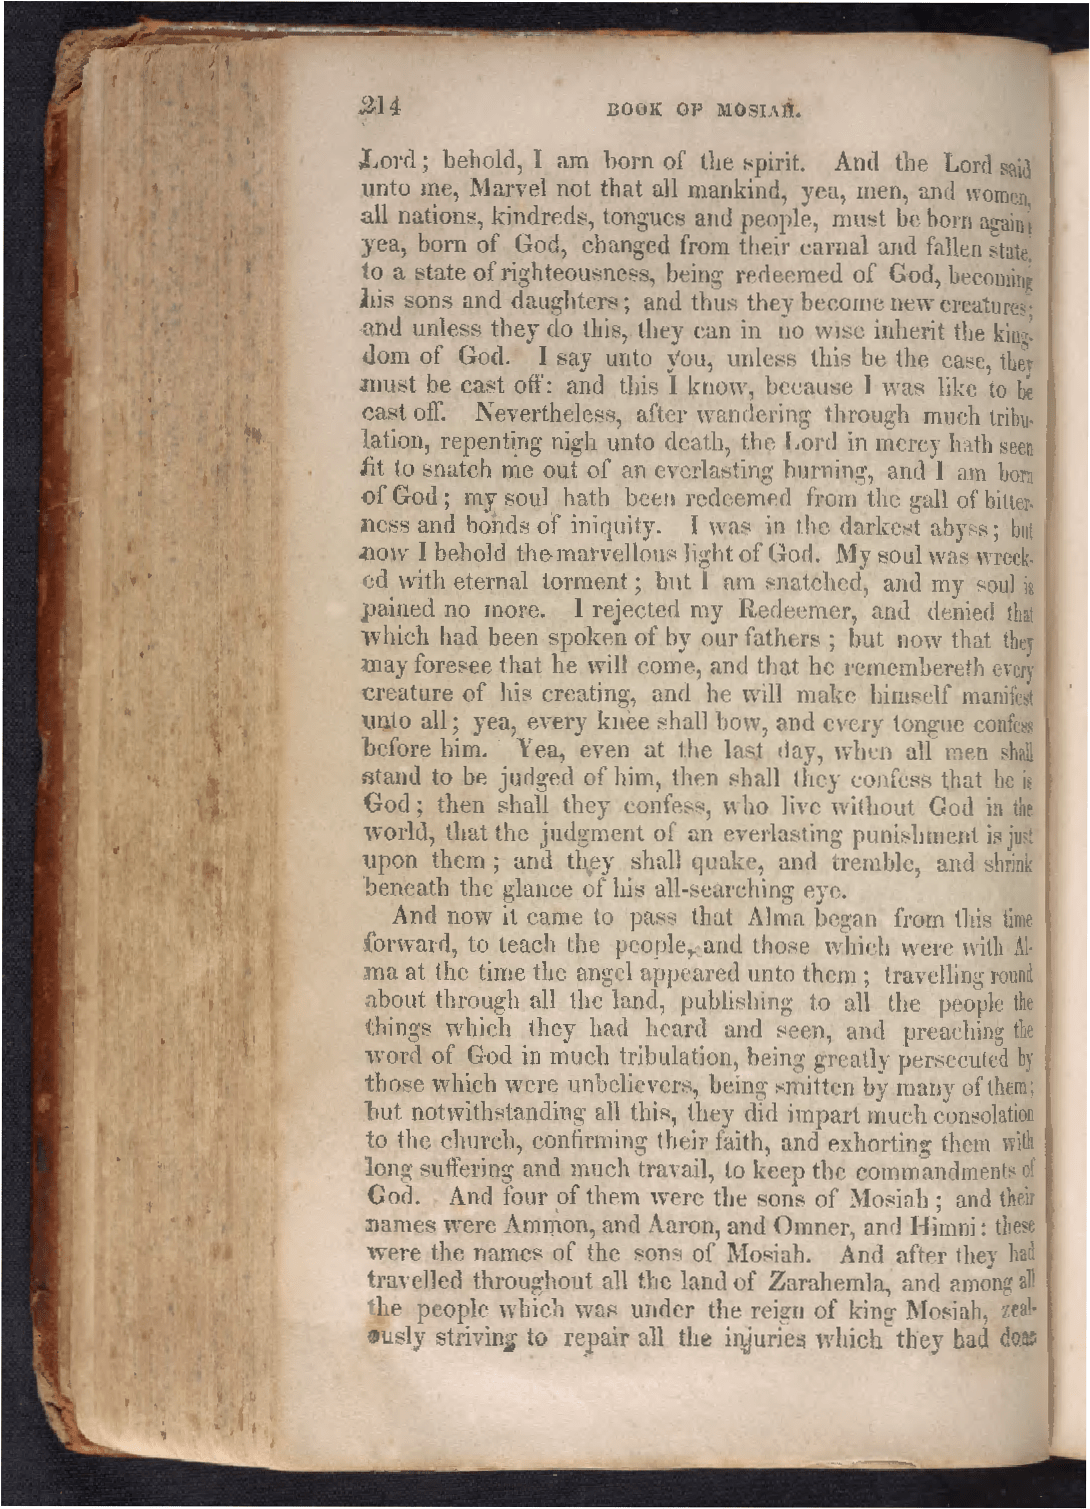 214 BOOK OF MOSIAH.
Lord; behold, I am born of the spirit. And the Lord said
unto me, Marvel not that all mankind, yea, men, and women,
all nations, kindreds, tongues and people, must be born again;
yea, born of God, changed from their carnal and fallen state,
to a state of righteousness, being redeemed of God, becoming
his sons and daughters; and thus they become new creatures;
and unless they do this, they can in no wise inherit the king-
dom of God. I say unto you, unless this be the case, they
must be cast off: and this I know, because I was like to be
cast off. Nevertheless, after wandering through much tribu-
lation, repenting nigh unto death, the Lord in mercy hath seen
fit to snatch me out of an everlasting burning, and I am born
of God; my soul hath been redeemed from the gall of bitter-
ness and bonds of iniquity. I was in the darkest abyss; but
now I behold the marvellous light of God. My soul was wreck-
ed with eternal torment; but I am snatched, and my soul is
pained no more. I rejected my Redeemer, and denied that
which had been spoken of by our fathers; but now that they
may foresee that he will come, and that he remembereth every
creature of his creating, and he will make himself manifest
unto all; yea, every knee shall bow, and every tongue confess
before him. Yea, even at the last day, when all men shall
stand to be judged of him, then shall they confess that he is
God; then shall they confess, who live without God in the
world, that the judgment of an everlasting punishment is just
upon them; and they shall quake, and tremble, and shrink
beneath the glance of his all-searching eye.
And now it came to pass that Alma began from this time
forward, to teach the people, and those which were with Al-
ma at the time the angel appeared unto them; travelling round
about through all the land, publishing to all the people the
things which they had heard and seen, and preaching the
word of God in much tribulation, being greatly persecuted by
those which were unbelievers, being smitten by many of them;
but notwithstanding all this, they did impart much consolation
to the church, confirming their faith, and exhorting them with
long suffering and much travail, to keep the commandments of
God. And four of them were the sons of Mosiah; and their
names were Ammon, and Aaron, and Omner, and Himni: these
were the names of the sons of Mosiah. And after they had
travelled throughout all the land of Zarahemla, and among all
the people which was under the reign of king Mosiah, zeal-
ously striving to repair all the injuries which they had done